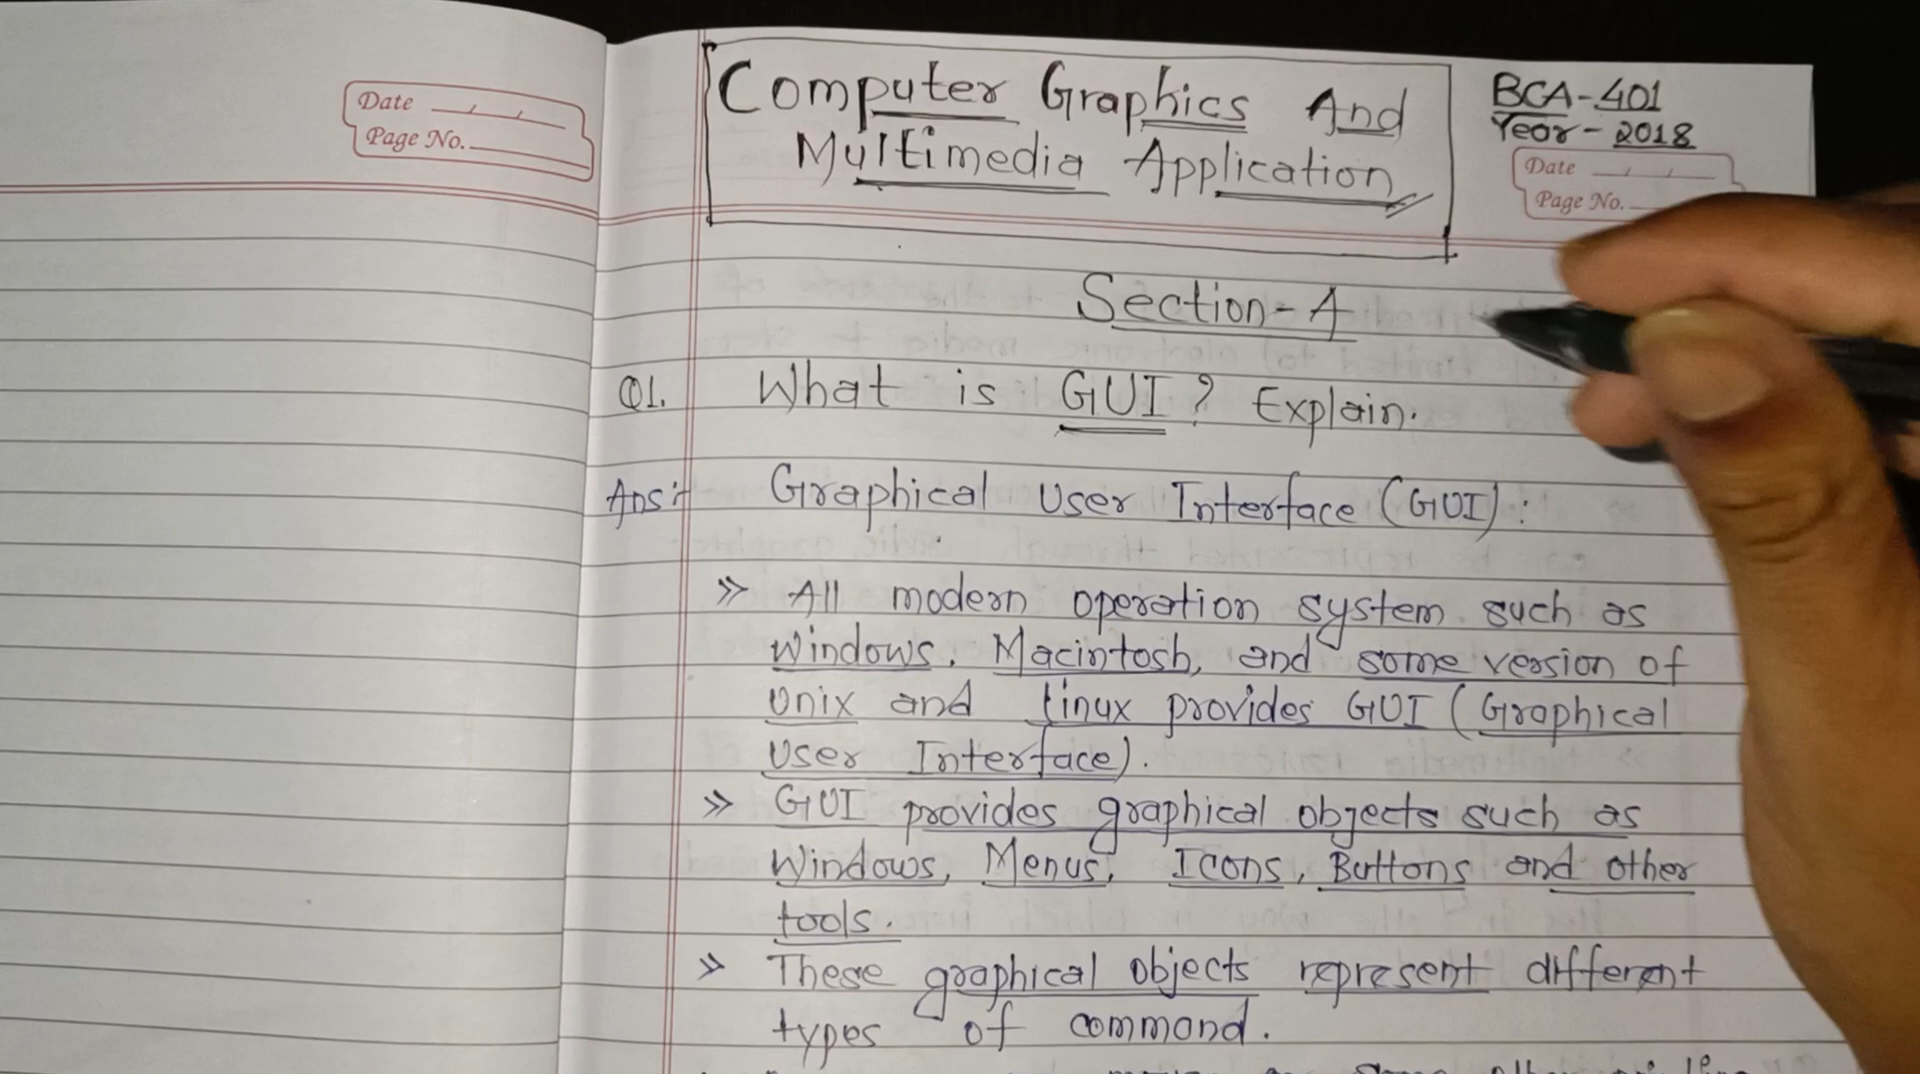 Date
Page No.
Computer Graphics And
Multimedia Application
BCA-401
Year-2018
Date
Page No.
Section-A
Q1. What is GUI? Explain.
Ans:- Graphical User Interface (GUI):
>> All modern operation system such as
Windows, Macintosh, and some version of
Unix and Linux provides GUI (Graphical
User Interface).
>> GUI provides graphical objects such as
Windows, Menus, Icons, Buttons and other
tools.
>> These graphical objects represent different
types of command.